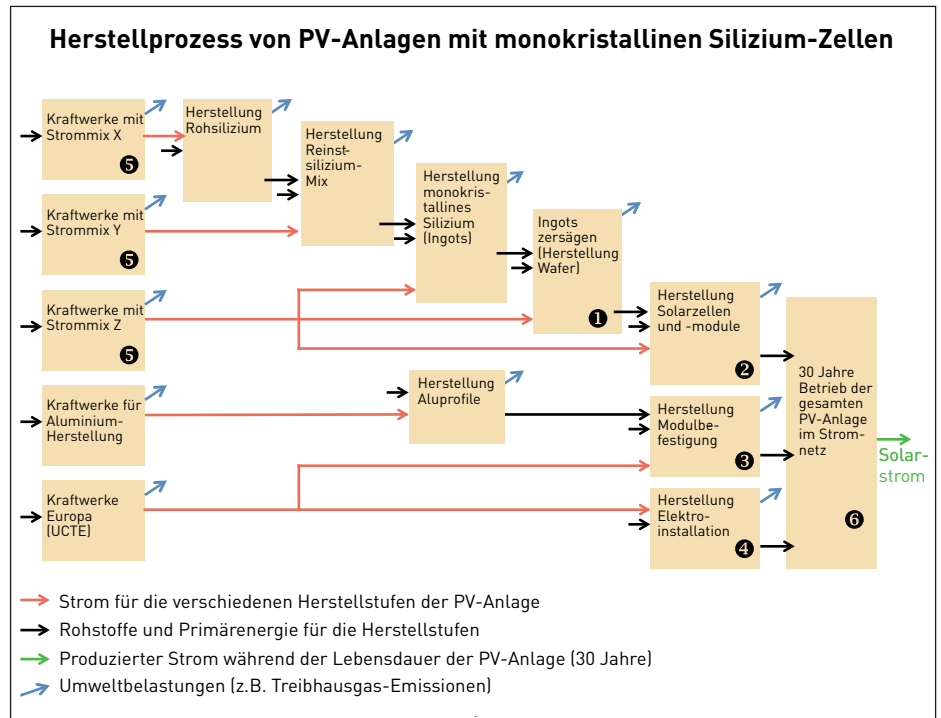 Herstellprozess von PV-Anlagen mit monokristallinen Silizium-Zellen
Kraftwerke mit
Strommix X
❺
Herstellung
Rohsilizium
Herstellung
Reinst-
silizium-
Mix
Herstellung
monokris-
tallines
Silizium
(Ingots)
Ingots
zersägen
(Herstellung
Wafer)
❶
Kraftwerke mit
Strommix Y
❺
Kraftwerke mit
Strommix Z
❺
Herstellung
Solarzellen
und -module
❷
Kraftwerke für
Aluminium-
Herstellung
Herstellung
Aluprofile
Herstellung
Modulbe-
festigung
❸
Kraftwerke
Europa
(UCTE)
Herstellung
Elektro-
installation
❹
30 Jahre
Betrieb der
gesamten
PV-Anlage
im Strom-
netz
❻
Solar-
strom
Strom für die verschiedenen Herstellstufen der PV-Anlage
Rohstoffe und Primärenergie für die Herstellstufen
Produzierter Strom während der Lebensdauer der PV-Anlage (30 Jahre)
Umweltbelastungen (z.B. Treibhausgas-Emissionen)